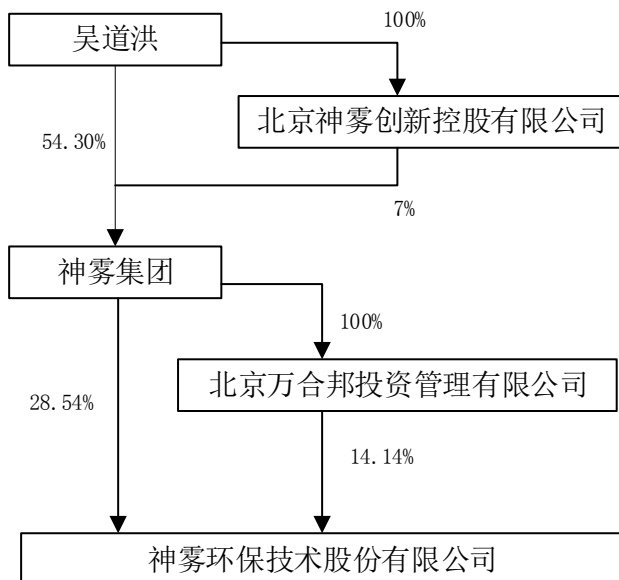 吴道洪
100%
北京神雾创新控股有限公司
54.30%
7%
神雾集团
100%
北京万合邦投资管理有限公司
28.54%
14.14%
神雾环保技术股份有限公司